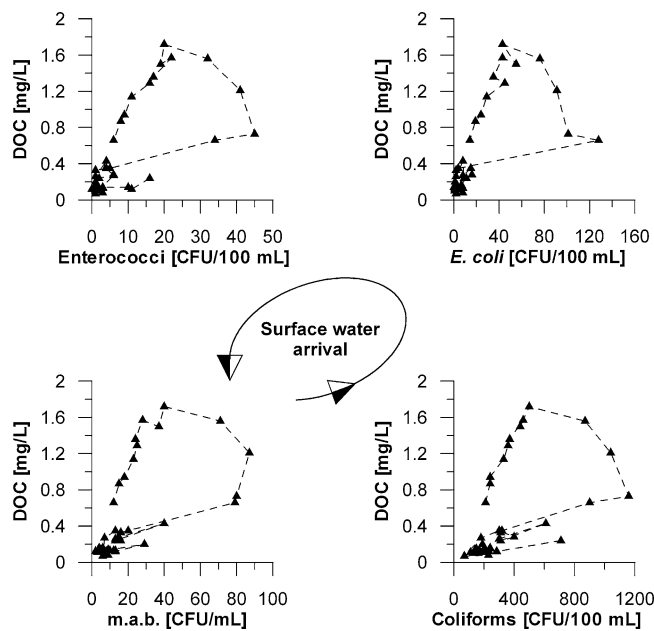 2
1.6
1.2
0.8
0.4
0
DOC [mg/L]
0 10 20 30 40 50
Enterococci [CFU/100 mL]
2
1.6
1.2
0.8
0.4
0
DOC [mg/L]
0 40 80 120 160
E. coli [CFU/100 mL]
Surface water
arrival
2
1.6
1.2
0.8
0.4
0
DOC [mg/L]
0 20 40 60 80 100
m.a.b. [CFU/mL]
2
1.6
1.2
0.8
0.4
0
DOC [mg/L]
0 400 800 1200
Coliforms [CFU/100 mL]